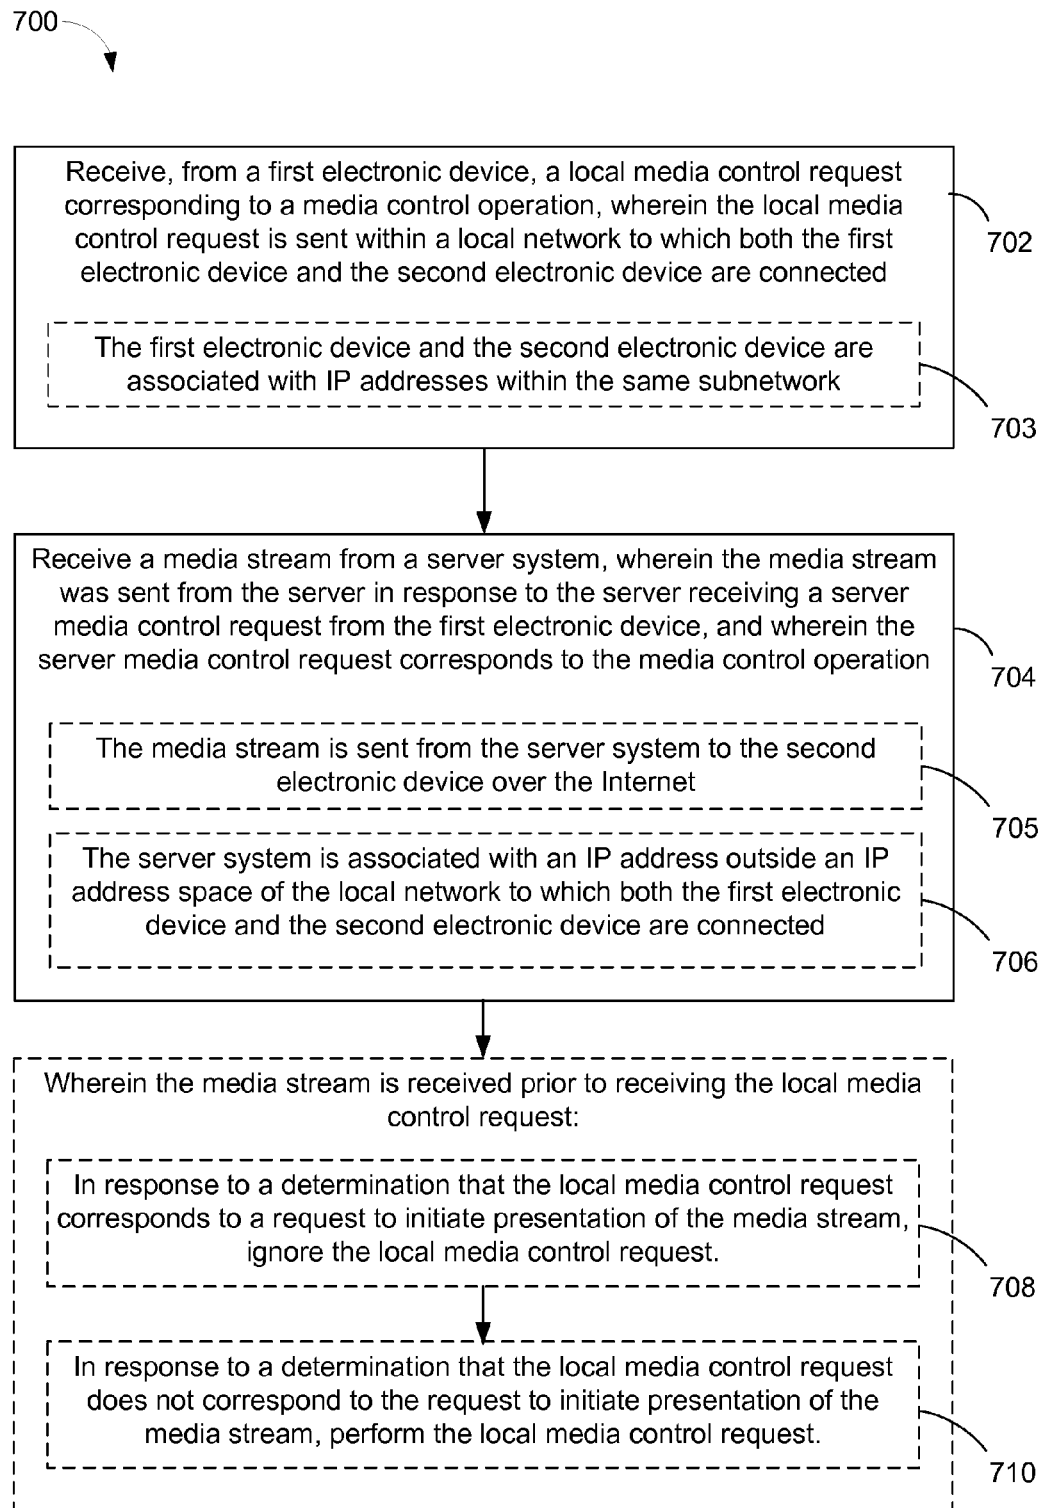 700
Receive, from a first electronic device, a local media control request
corresponding to a media control operation, wherein the local media
control request is sent within a local network to which both the first
electronic device and the second electronic device are connected
702
The first electronic device and the second electronic device are
associated with IP addresses within the same subnetwork
703
Receive a media stream from a server system, wherein the media stream
was sent from the server in response to the server receiving a server
media control request from the first electronic device, and wherein the
server media control request corresponds to the media control operation
704
The media stream is sent from the server system to the second
electronic device over the Internet
705
The server system is associated with an IP address outside an IP
address space of the local network to which both the first electronic
device and the second electronic device are connected
706
Wherein the media stream is received prior to receiving the local media
control request:
In response to a determination that the local media control request
corresponds to a request to initiate presentation of the media stream,
ignore the local media control request.
708
In response to a determination that the local media control request
does not correspond to the request to initiate presentation of the
media stream, perform the local media control request.
710